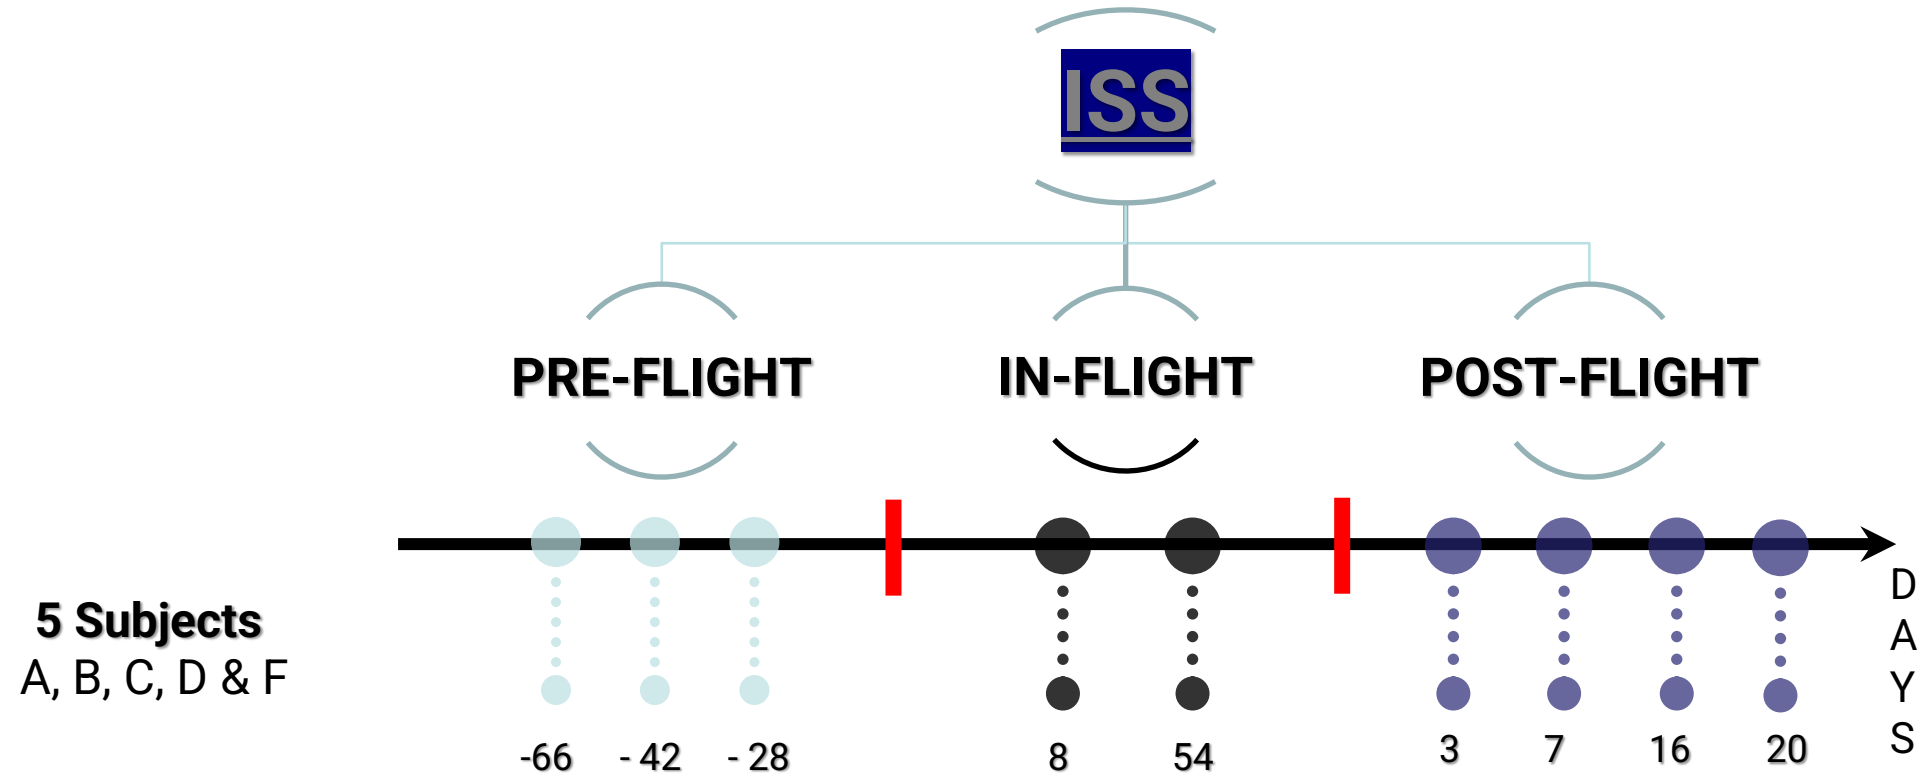 ISS
PRE-FLIGHT
IN-FLIGHT
POST-FLIGHT
5 Subjects
A, B, C, D & F
-66
- 42
- 28
8
54
3
7
16
20
D
A
Y
S